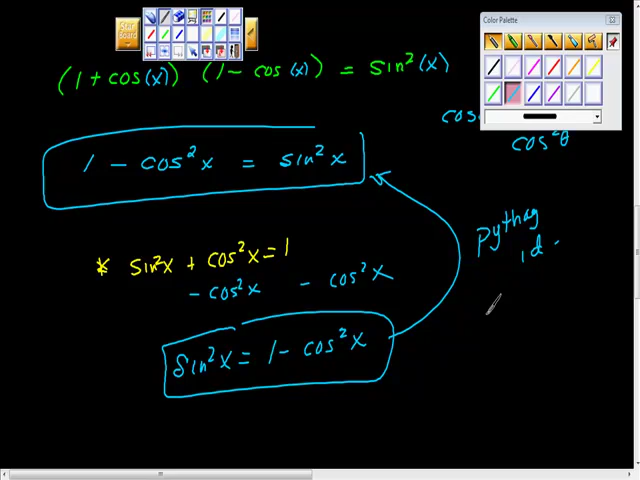 Star Board
Color Palette
(1 + cos(x)) (1 - cos(x)) = sin²(x)
cos
cos²θ
1 - cos²x = sin²x
pythag
id.
* sin²x + cos²x = 1
- cos²x - cos²x
sin²x = 1 - cos²x